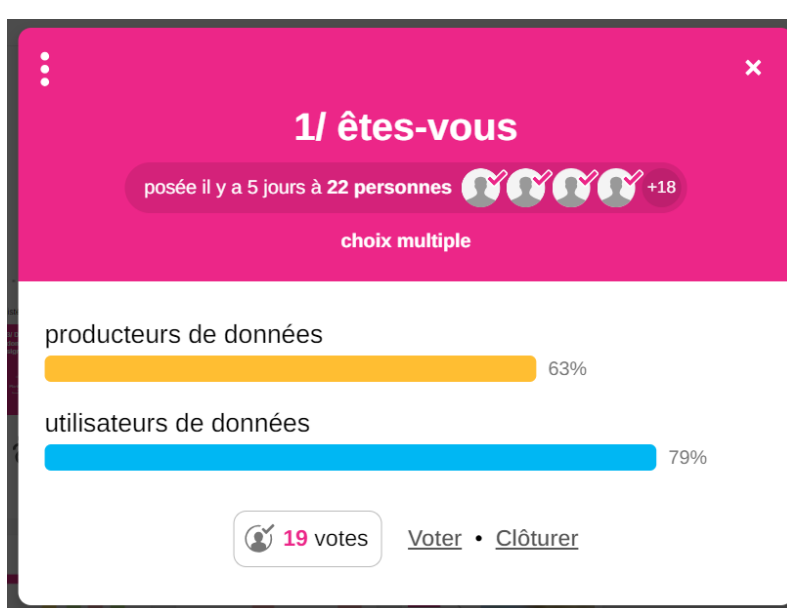 1/ êtes-vous
posée il y a 5 jours à 22 personnes +18
choix multiple
producteurs de données
63%
utilisateurs de données
79%
19 votes Voter • Clôturer